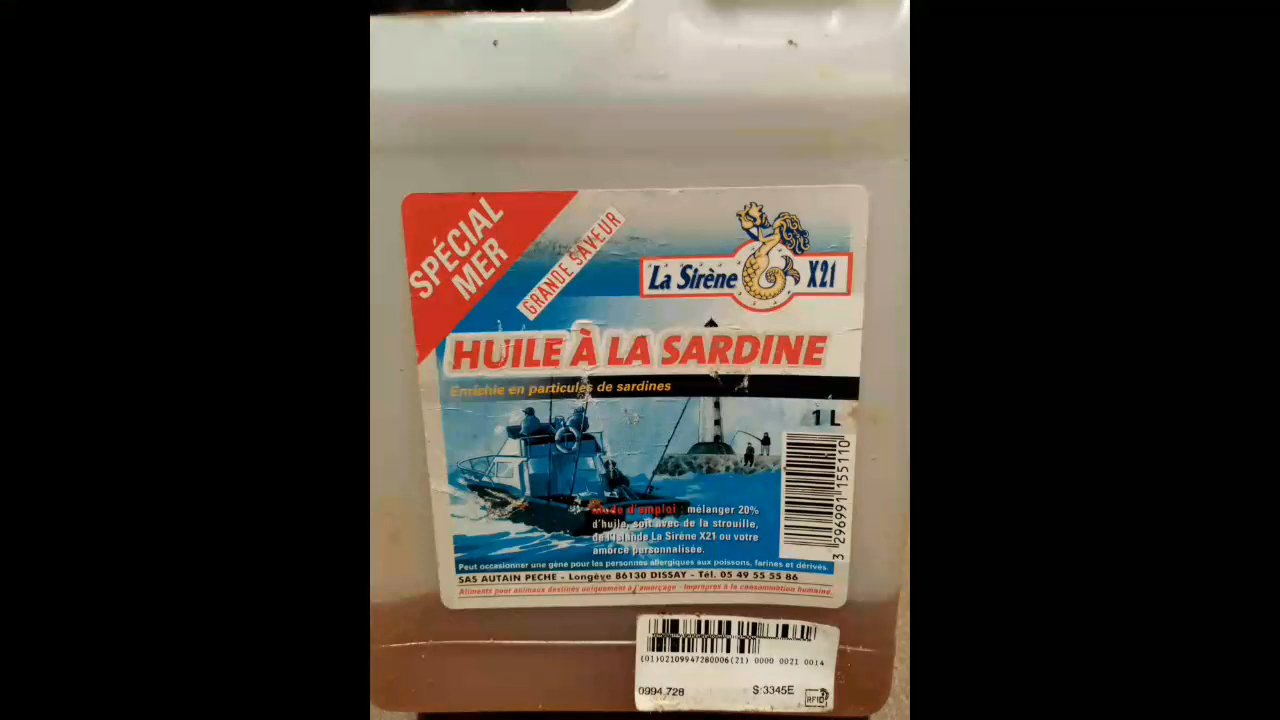 SPÉCIAL
MER
GRANDE SAVEUR
La Sirène X21
HUILE À LA SARDINE
Enrichie en particules de sardines
1 L
3 296991 155110
Mode d'emploi : mélanger 20%
d'huile, soit avec de la strouille,
de l'Islande La Sirène X21 ou votre
amorce personnalisée.
Peut occasionner une gène pour les personnes allergiques aux poissons, farines et dérivés.
SAS AUTAIN PECHE - Longève 86130 DISSAY - Tél. 05 49 55 55 86
Aliments pour animaux destinés uniquement à l'amorçage - Impropres à la consommation humaine.
(01)02109947280006(21) 0000 0021 0014
0994.728 S:3345E
RFID